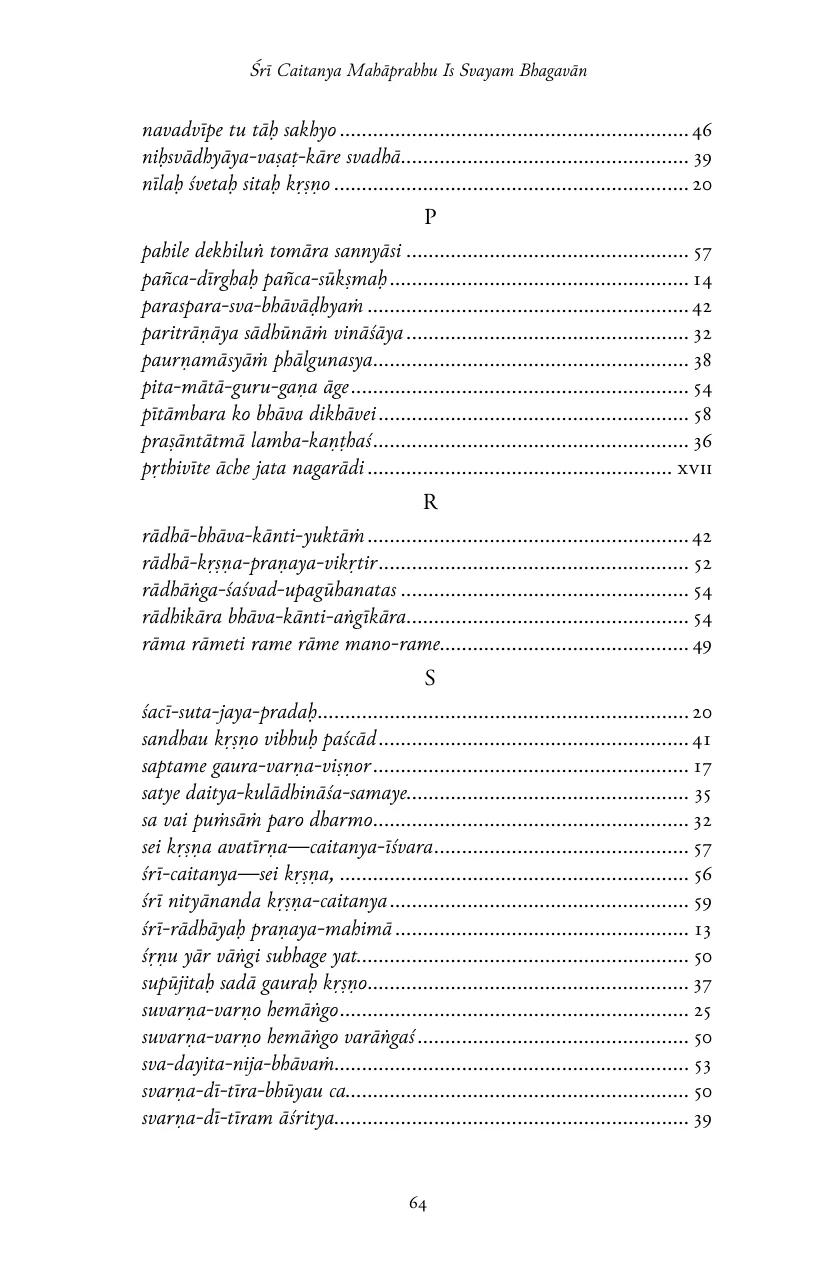 Śrī Caitanya Mahāprabhu Is Svayam Bhagavān
navadvīpe tu tāḥ sakhyo ................................................................. 46
niḥsvādhyāya-vaṣaṭ-kāre svadhā...................................................... 39
nīlaḥ śvetaḥ sitaḥ kṛṣṇo .................................................................. 20
P
pahile dekhiluṅ tomāra sannyāsi ..................................................... 57
pañca-dīrghaḥ pañca-sūkṣmaḥ........................................................ 14
paraspara-sva-bhāvāḍhyaṁ ............................................................ 42
paritrāṇāya sādhūnāṁ vināśāya..................................................... 32
paurṇamāsyāṁ phālgunasya........................................................... 38
pita-mātā-guru-gaṇa āge............................................................... 54
pītāmbara ko bhāva dikhāvei.......................................................... 58
praṣāntātmā lamba-kaṇṭhaś........................................................... 36
pṛthivīte āche jata nagarādi ......................................................... xvii
R
rādhā-bhāva-kānti-yuktāṁ ............................................................ 42
rādhā-kṛṣṇa-praṇaya-vikṛtir.......................................................... 52
rādhāṅga-śaśvad-upagūhanatas ...................................................... 54
rādhikāra bhāva-kānti-aṅgīkāra..................................................... 54
rāma rāmeti rame rāme mano-rame............................................... 49
S
śacī-suta-jaya-pradaḥ..................................................................... 20
sandhau kṛṣṇo vibhuḥ paścād.......................................................... 41
saptame gaura-varṇa-viṣṇor........................................................... 17
satye daitya-kulādhināśa-samaye..................................................... 35
sa vai puṁsāṁ paro dharmo........................................................... 32
sei kṛṣṇa avatīrṇa—caitanya-īśvara................................................ 57
śrī-caitanya—sei kṛṣṇa, ................................................................. 56
śrī nityānanda kṛṣṇa-caitanya ........................................................ 59
śrī-rādhāyaḥ praṇaya-mahimā ....................................................... 13
śṛṇu yār vāṅgi subhage yat.............................................................. 50
supūjitaḥ sadā gauraḥ kṛṣṇo............................................................ 37
suvarṇa-varṇo hemāṅgo................................................................. 25
suvarṇa-varṇo hemāṅgo varāṅgaś ................................................... 50
sva-dayita-nija-bhāvaṁ.................................................................. 53
svarṇa-dī-tīra-bhūyau ca................................................................ 50
svarṇa-dī-tīram āśritya.................................................................. 39
64